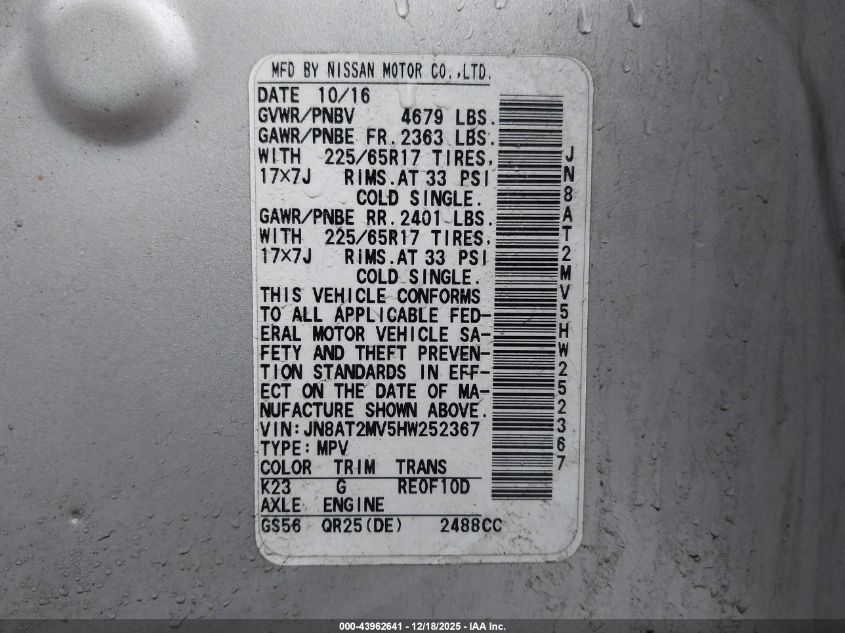 MFD BY NISSAN MOTOR CO.,LTD.
DATE 10/16
GVWR/PNBV 4679 LBS.
GAWR/PNBE FR.2363 LBS.
WITH 225/65R17 TIRES,
17×7J RIMS.AT 33 PSI
COLD SINGLE.
GAWR/PNBE RR.2401 LBS.
WITH 225/65R17 TIRES,
17×7J RIMS.AT 33 PSI
COLD SINGLE.
THIS VEHICLE CONFORMS
TO ALL APPLICABLE FED-
ERAL MOTOR VEHICLE SA-
FETY AND THEFT PREVEN-
TION STANDARDS IN EFF-
ECT ON THE DATE OF MA-
NUFACTURE SHOWN ABOVE.
VIN:JN8AT2MV5HW252367
TYPE:MPV
COLOR TRIM TRANS
K23 G RE0F10D
AXLE ENGINE
GS56 QR25(DE) 2488CC
JN8AT2MV5HW252367
000-43962641 - 12/18/2025 - IAA Inc.